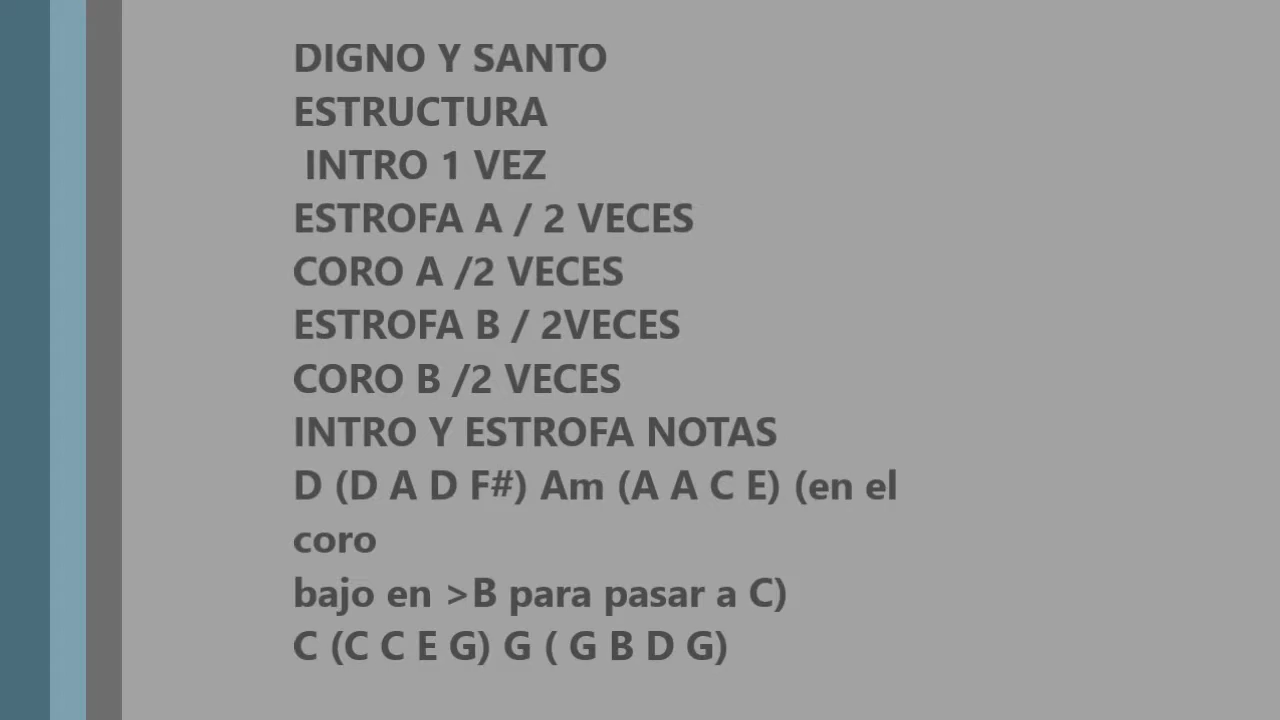 DIGNO Y SANTO
ESTRUCTURA
INTRO 1 VEZ
ESTROFA A / 2 VECES
CORO A /2 VECES
ESTROFA B / 2VECES
CORO B /2 VECES
INTRO Y ESTROFA NOTAS
D (D A D F#) Am (A A C E) (en el
coro
bajo en >B para pasar a C)
C (C C E G) G ( G B D G)